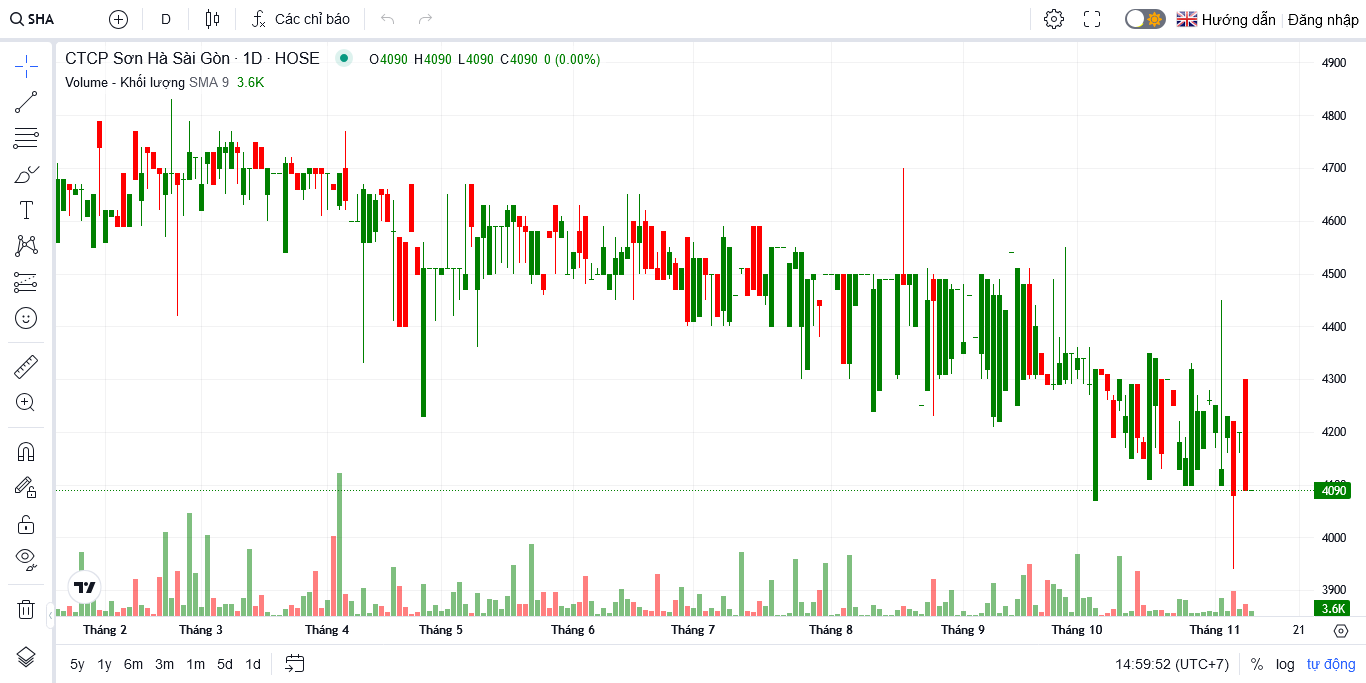 SHA D Các chỉ báo Hướng dẫn Đăng nhập
CTCP Sơn Hà Sài Gòn · 1D · HOSE O4090 H4090 L4090 C4090 0 (0.00%)
Volume - Khối lượng SMA 9 3.6K
4900
4800
4700
4600
4500
4400
4300
4200
4100
4090
4000
3900
3.6K
Tháng 2 Tháng 3 Tháng 4 Tháng 5 Tháng 6 Tháng 7 Tháng 8 Tháng 9 Tháng 10 Tháng 11 21
5y 1y 6m 3m 1m 5d 1d 14:59:52 (UTC+7) % log tự động